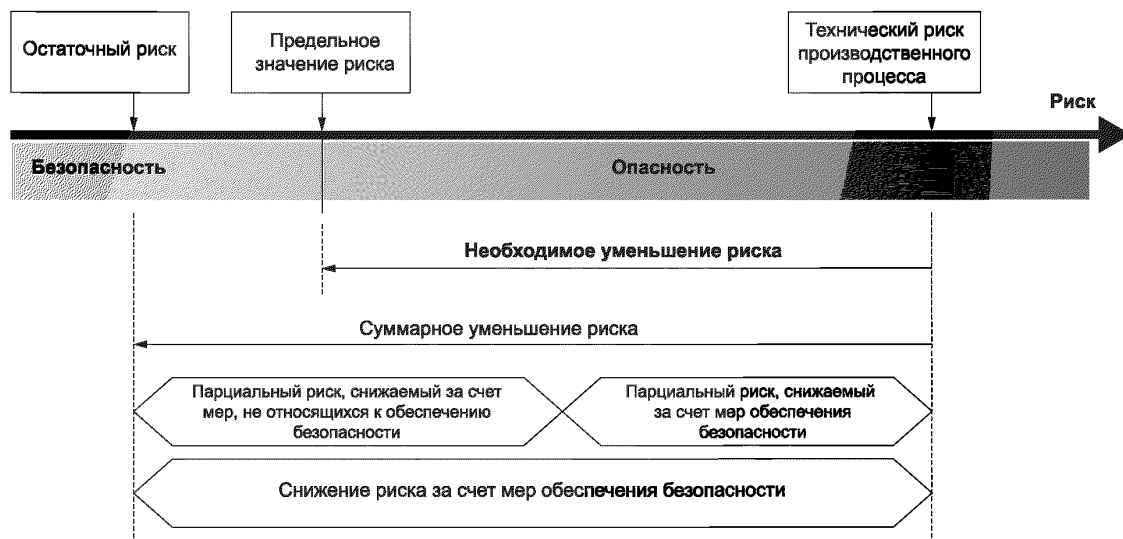 Остаточный риск
Предельное
значение риска
Технический риск
производственного
процесса
Риск
Безопасность
Опасность
Необходимое уменьшение риска
Суммарное уменьшение риска
Парциальный риск, снижаемый за счет
мер, не относящихся к обеспечению
безопасности
Парциальный риск, снижаемый
за счет мер обеспечения
безопасности
Снижение риска за счет мер обеспечения безопасности